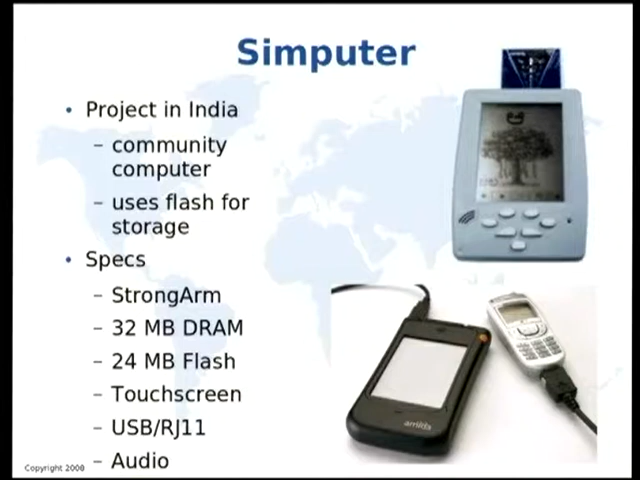 Simputer
• Project in India
– community
computer
– uses flash for
storage
• Specs
– StrongArm
– 32 MB DRAM
– 24 MB Flash
– Touchscreen
– USB/RJ11
– Audio
Copyright 2008
amida